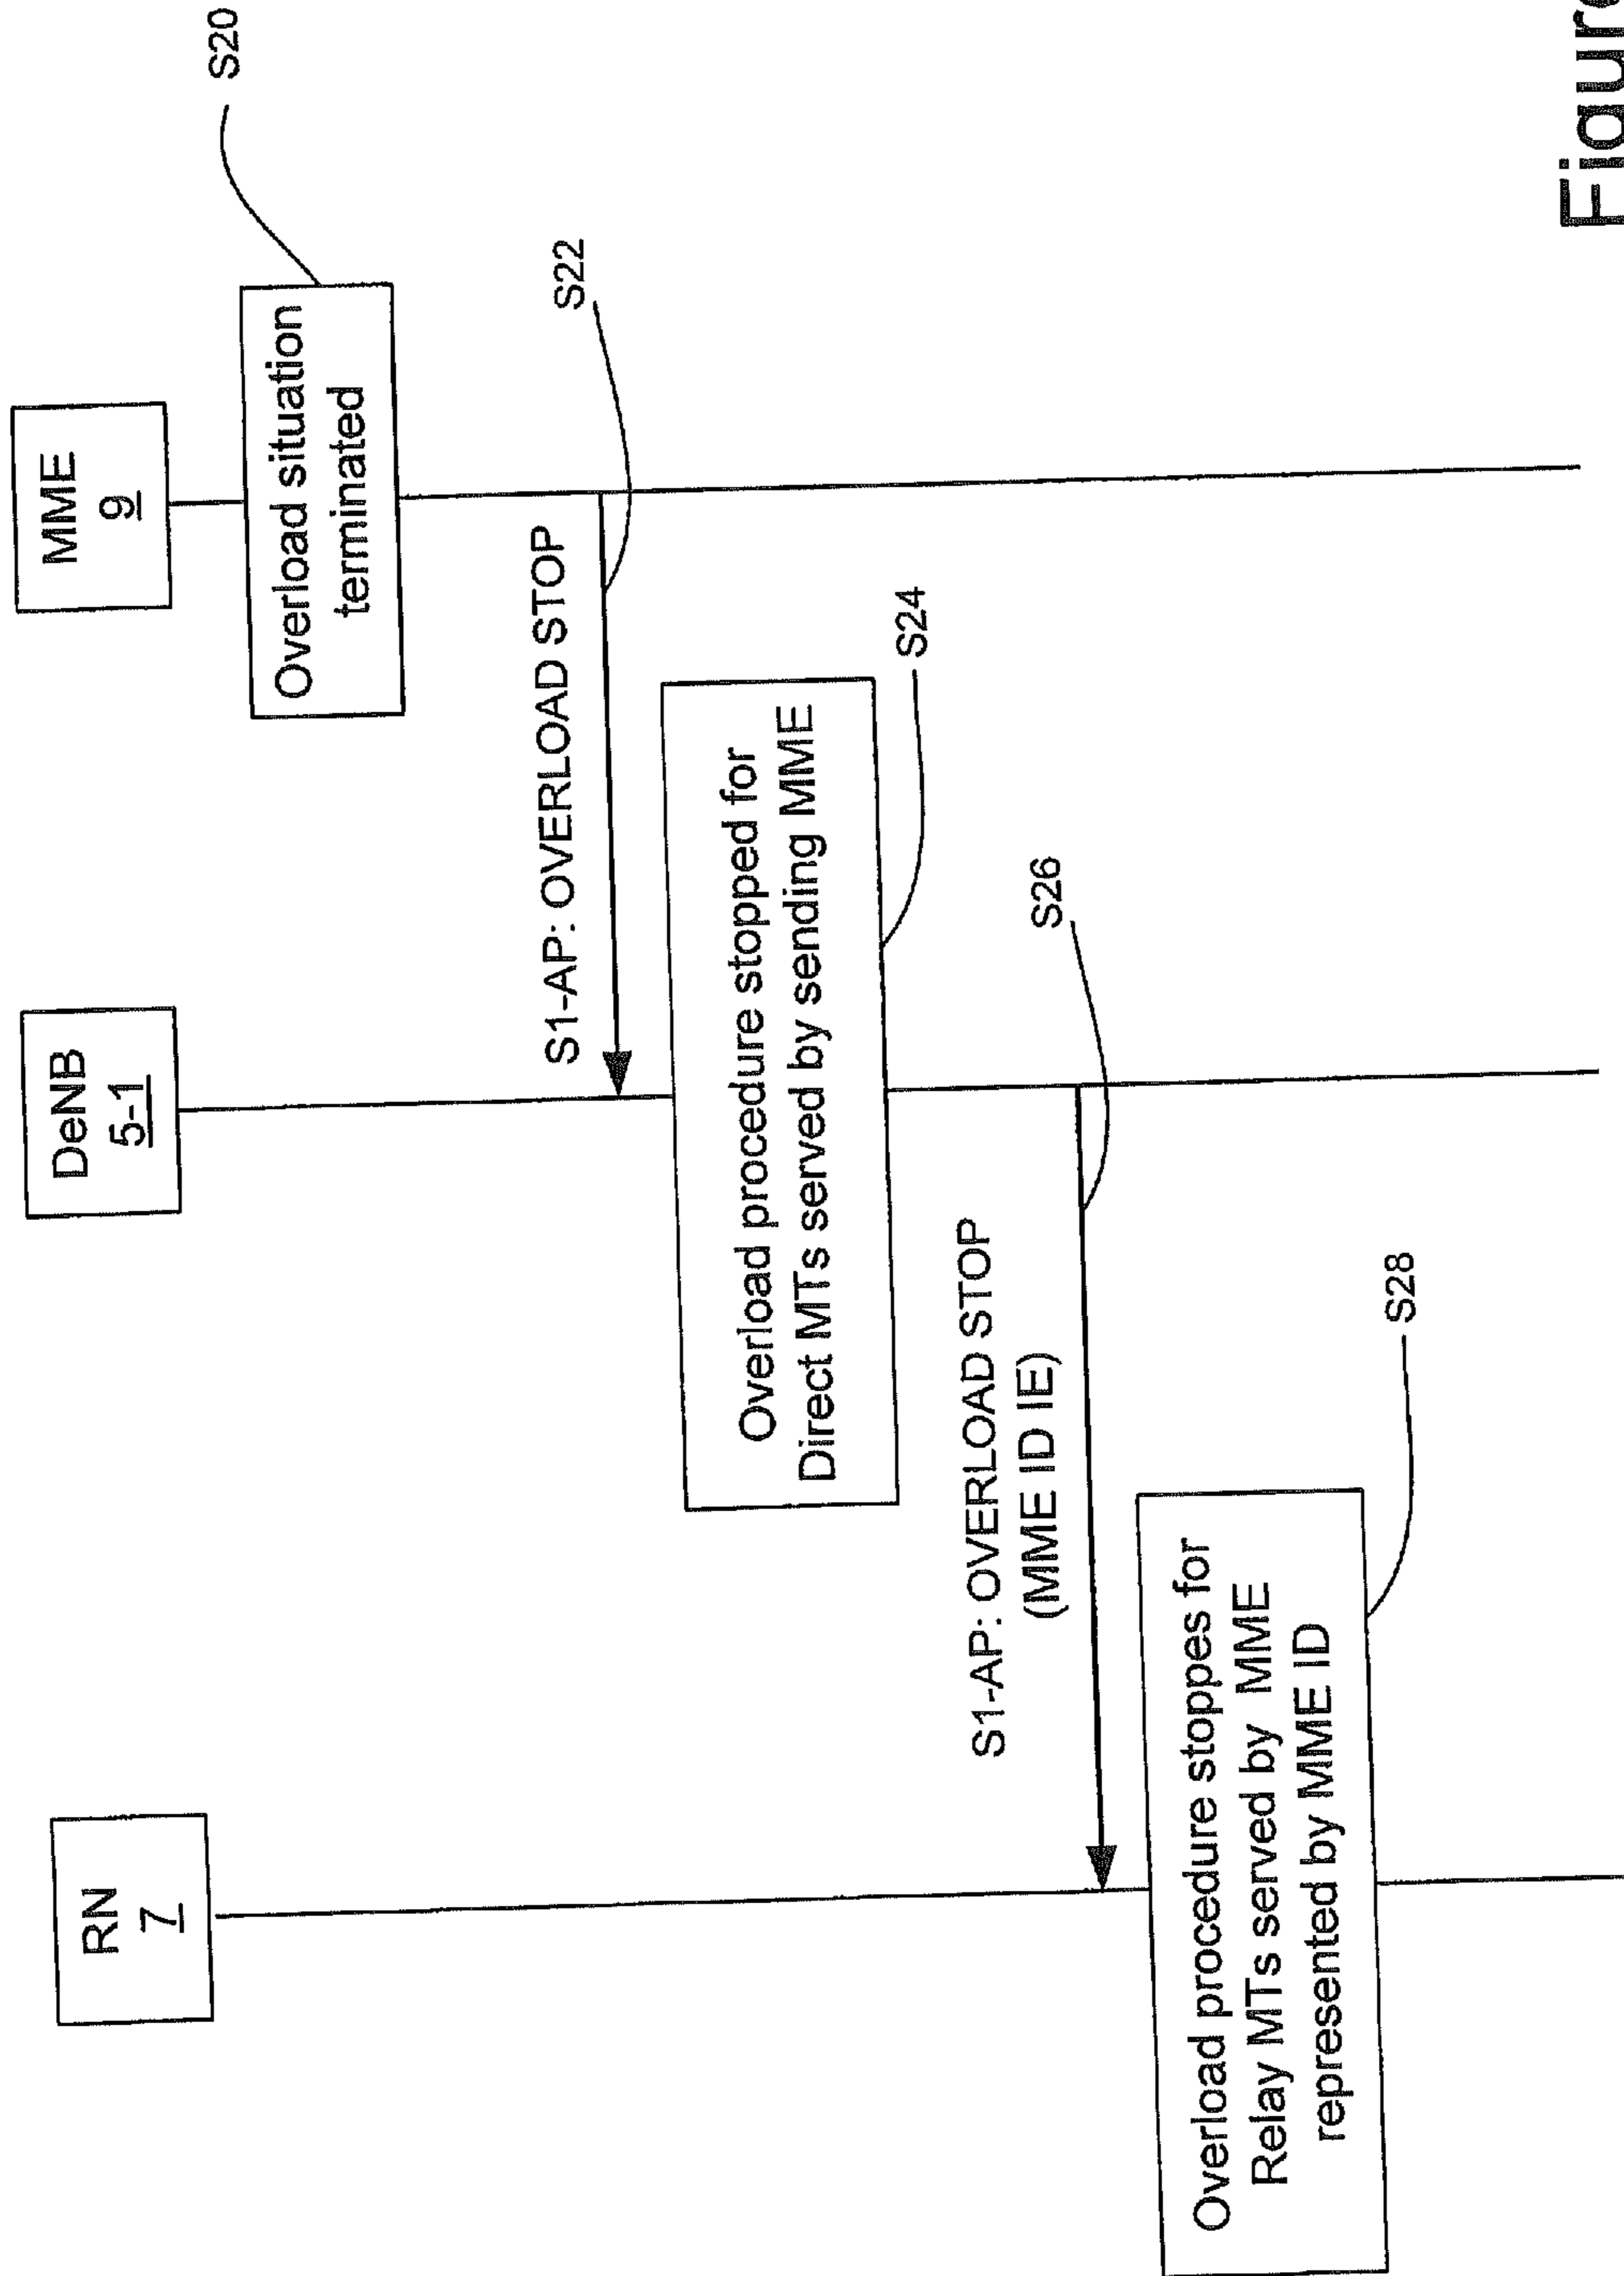 RN
7
DeNB
5-1
MME
9
Overload situation
terminated
S20
S1-AP: OVERLOAD STOP
S22
Overload procedure stopped for
Direct MTs served by sending MME
S24
S1-AP: OVERLOAD STOP
(MME ID IE)
S26
Overload procedure stoppes for
Relay MTs served by MME
represented by MME ID
S28
Figure